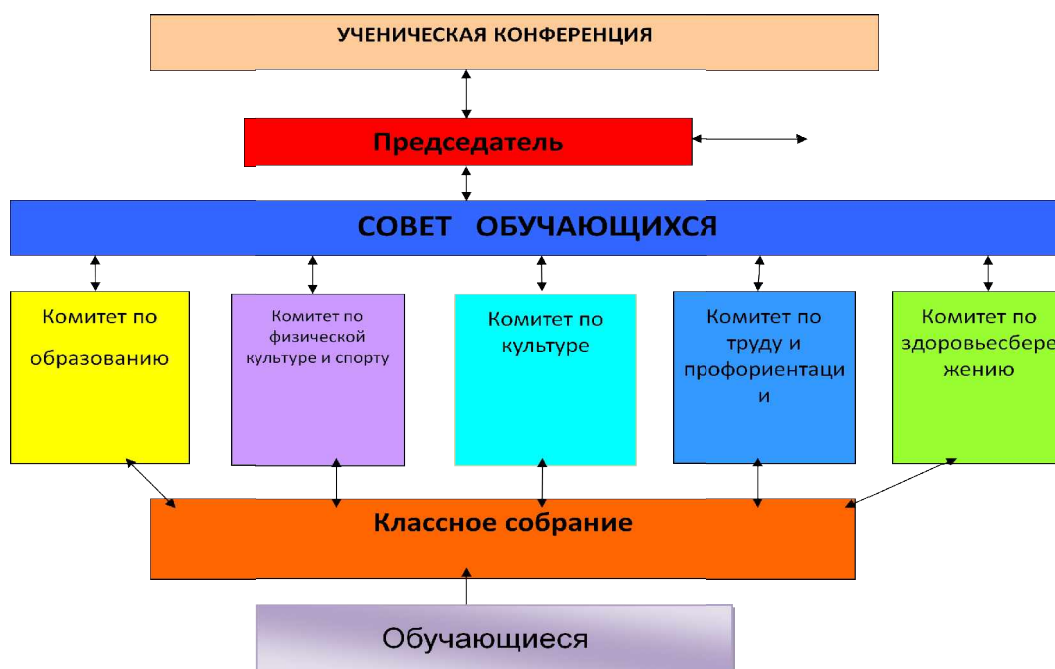 УЧЕНИЧЕСКАЯ КОНФЕРЕНЦИЯ
Председатель
СОВЕТ ОБУЧАЮЩИХСЯ
Комитет по
образованию
Комитет по
физической
культуре и спорту
Комитет по
культуре
Комитет по
труду и
профориентаци
и
Комитет по
здоровьесбере
жению
Классное собрание
Обучающиеся